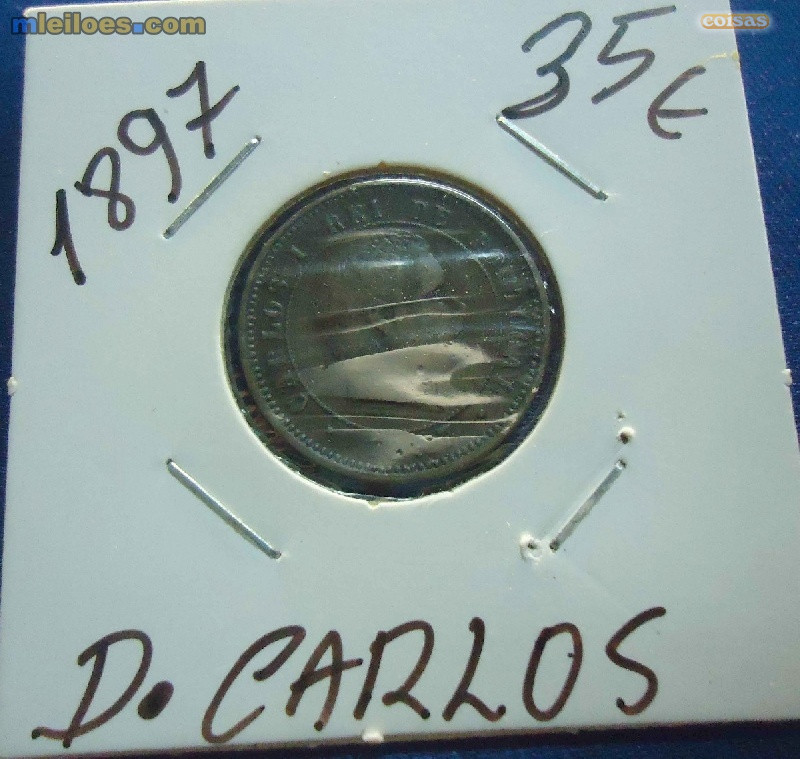 mleiloes.com
coisas
1897
35€
CARLOS I REI DE PORTUGAL
D. CARLOS